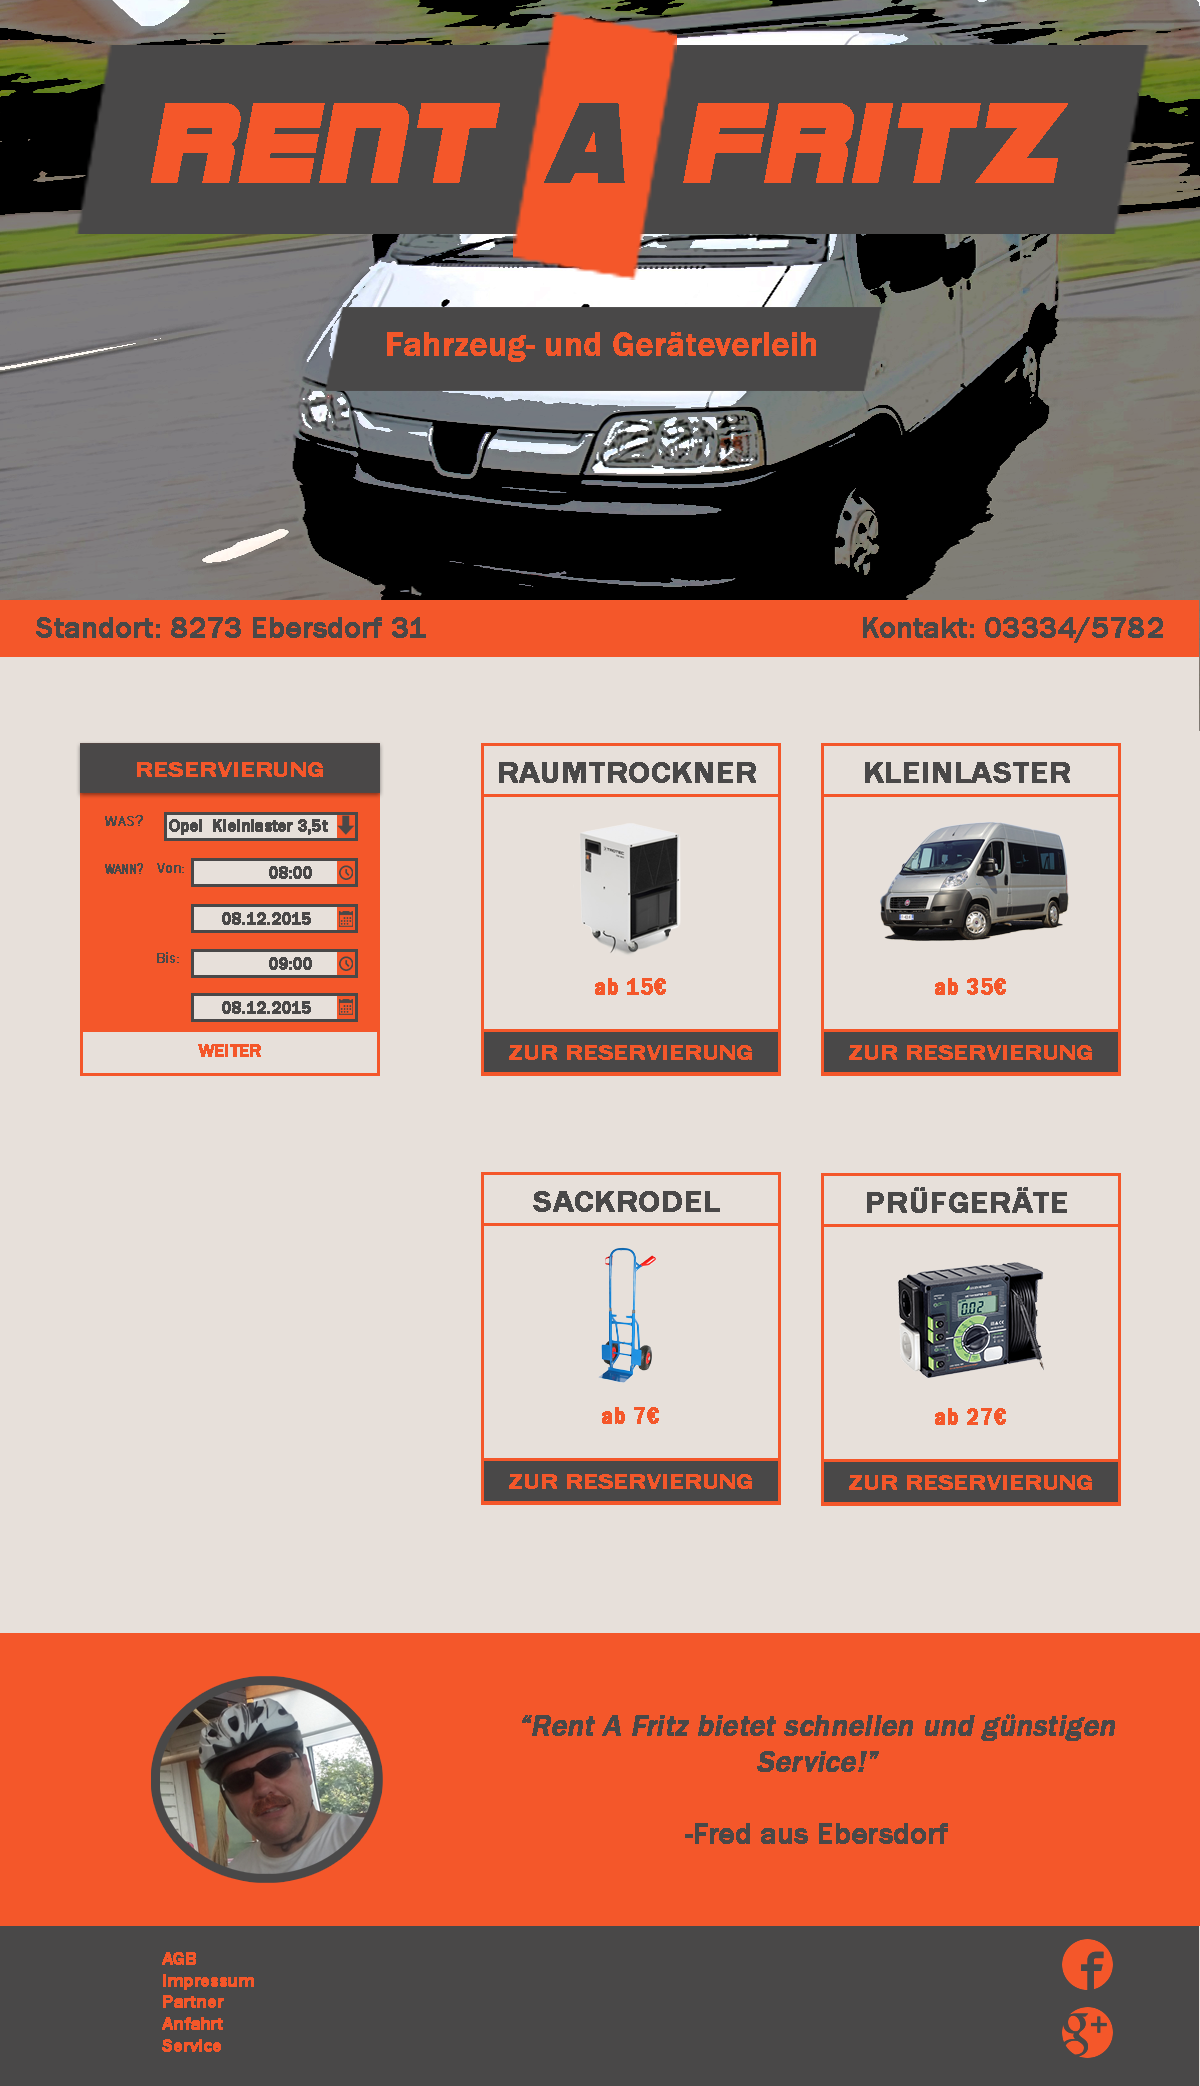 RENT A FRITZ
Fahrzeug- und Geräteverleih
Standort: 8273 Ebersdorf 31
Kontakt: 03334/5782
RESERVIERUNG
WAS? Opel Kleinlaster 3,5t
WANN? Von: 08:00
08.12.2015
Bis: 09:00
08.12.2015
WEITER
RAUMTROCKNER
TROTEC
ab 15€
ZUR RESERVIERUNG
KLEINLASTER
ab 35€
ZUR RESERVIERUNG
SACKRODEL
ab 7€
ZUR RESERVIERUNG
PRÜFGERÄTE
0.02
ab 27€
ZUR RESERVIERUNG
“Rent A Fritz bietet schnellen und günstigen
Service!”
-Fred aus Ebersdorf
AGB
Impressum
Partner
Anfahrt
Service
f
g+